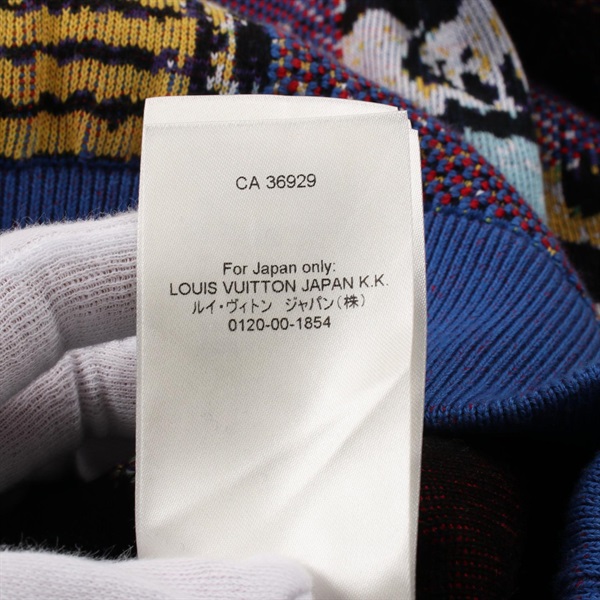 CA 36929
For Japan only:
LOUIS VUITTON JAPAN K.K.
ルイ・ヴィトン ジャパン(株)
0120-00-1854